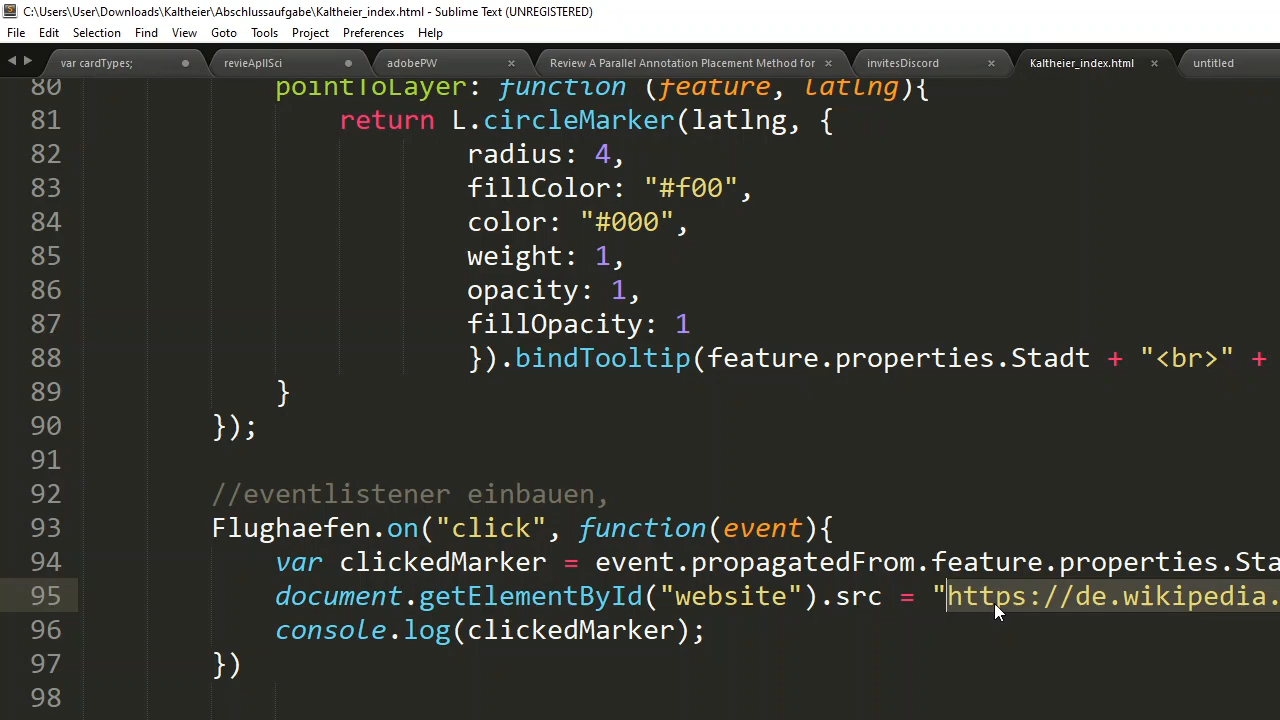 C:\Users\User\Downloads\Kaltheier\Abschlussaufgabe\Kaltheier_index.html - Sublime Text (UNREGISTERED)
File Edit Selection Find View Goto Tools Project Preferences Help
var cardTypes; revieApllSci adobePW Review A Parallel Annotation Placement Method for invitesDiscord Kaltheier_index.html untitled
80 pointToLayer: function (feature, latlng){
81 return L.circleMarker(latlng, {
82 radius: 4,
83 fillColor: "#f00",
84 color: "#000",
85 weight: 1,
86 opacity: 1,
87 fillOpacity: 1
88 }).bindTooltip(feature.properties.Stadt + "<br>" +
89 }
90 });
91
92 //eventlistener einbauen,
93 Flughaefen.on("click", function(event){
94 var clickedMarker = event.propagatedFrom.feature.properties.Sta
95 document.getElementById("website").src = "https://de.wikipedia.
96 console.log(clickedMarker);
97 })
98